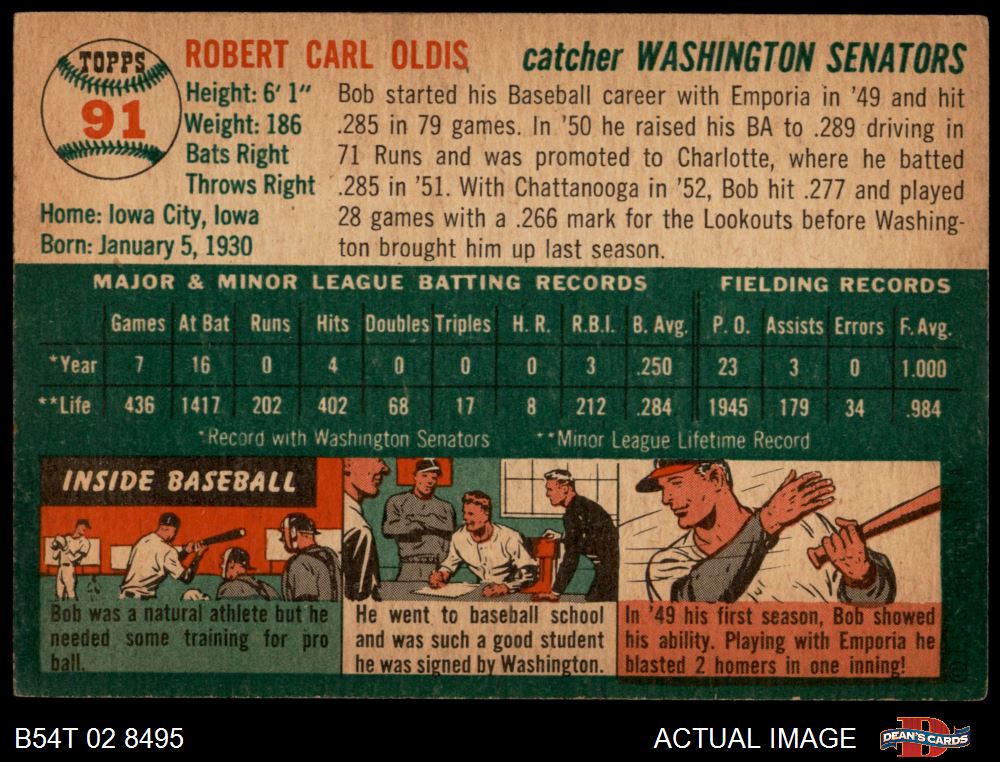 TOPPS
91
ROBERT CARL OLDIS
catcher WASHINGTON SENATORS
Height: 6' 1"
Weight: 186
Bats Right
Throws Right
Home: Iowa City, Iowa
Born: January 5, 1930
Bob started his Baseball career with Emporia in '49 and hit
.285 in 79 games. In '50 he raised his BA to .289 driving in
71 Runs and was promoted to Charlotte, where he batted
.285 in '51. With Chattanooga in '52, Bob hit .277 and played
28 games with a .266 mark for the Lookouts before Washing-
ton brought him up last season.
MAJOR & MINOR LEAGUE BATTING RECORDS FIELDING RECORDS
Games At Bat Runs Hits Doubles Triples H. R. R.B.I. B. Avg. P. O. Assists Errors F. Avg.
*Year 7 16 0 4 0 0 0 3 .250 23 3 0 1.000
**Life 436 1417 202 402 68 17 8 212 .284 1945 179 34 .984
*Record with Washington Senators **Minor League Lifetime Record
INSIDE BASEBALL
Bob was a natural athlete but he
needed some training for pro
ball.
He went to baseball school
and was such a good student
he was signed by Washington.
In '49 his first season, Bob showed
his ability. Playing with Emporia he
blasted 2 homers in one inning!
B54T 02 8495
ACTUAL IMAGE
DEAN'S CARDS